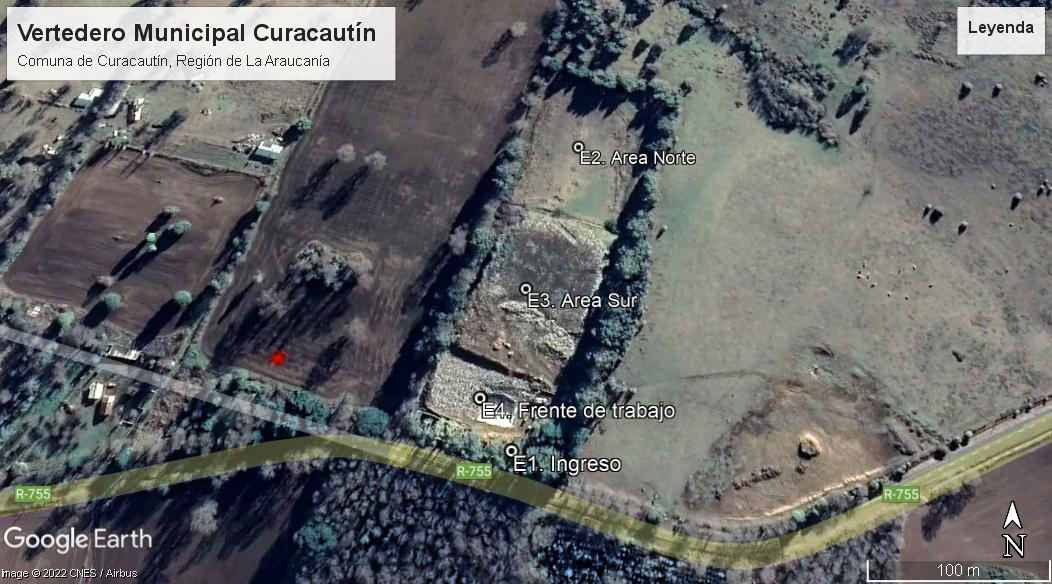 Vertedero Municipal Curacautín
Comuna de Curacautín, Región de La Araucanía
Leyenda
E2. Area Norte
E3. Area Sur
E4. Frente de trabajo
E1. Ingreso
R-755
R-755
R-755
Google Earth
N
Image © 2022 CNES / Airbus
100 m